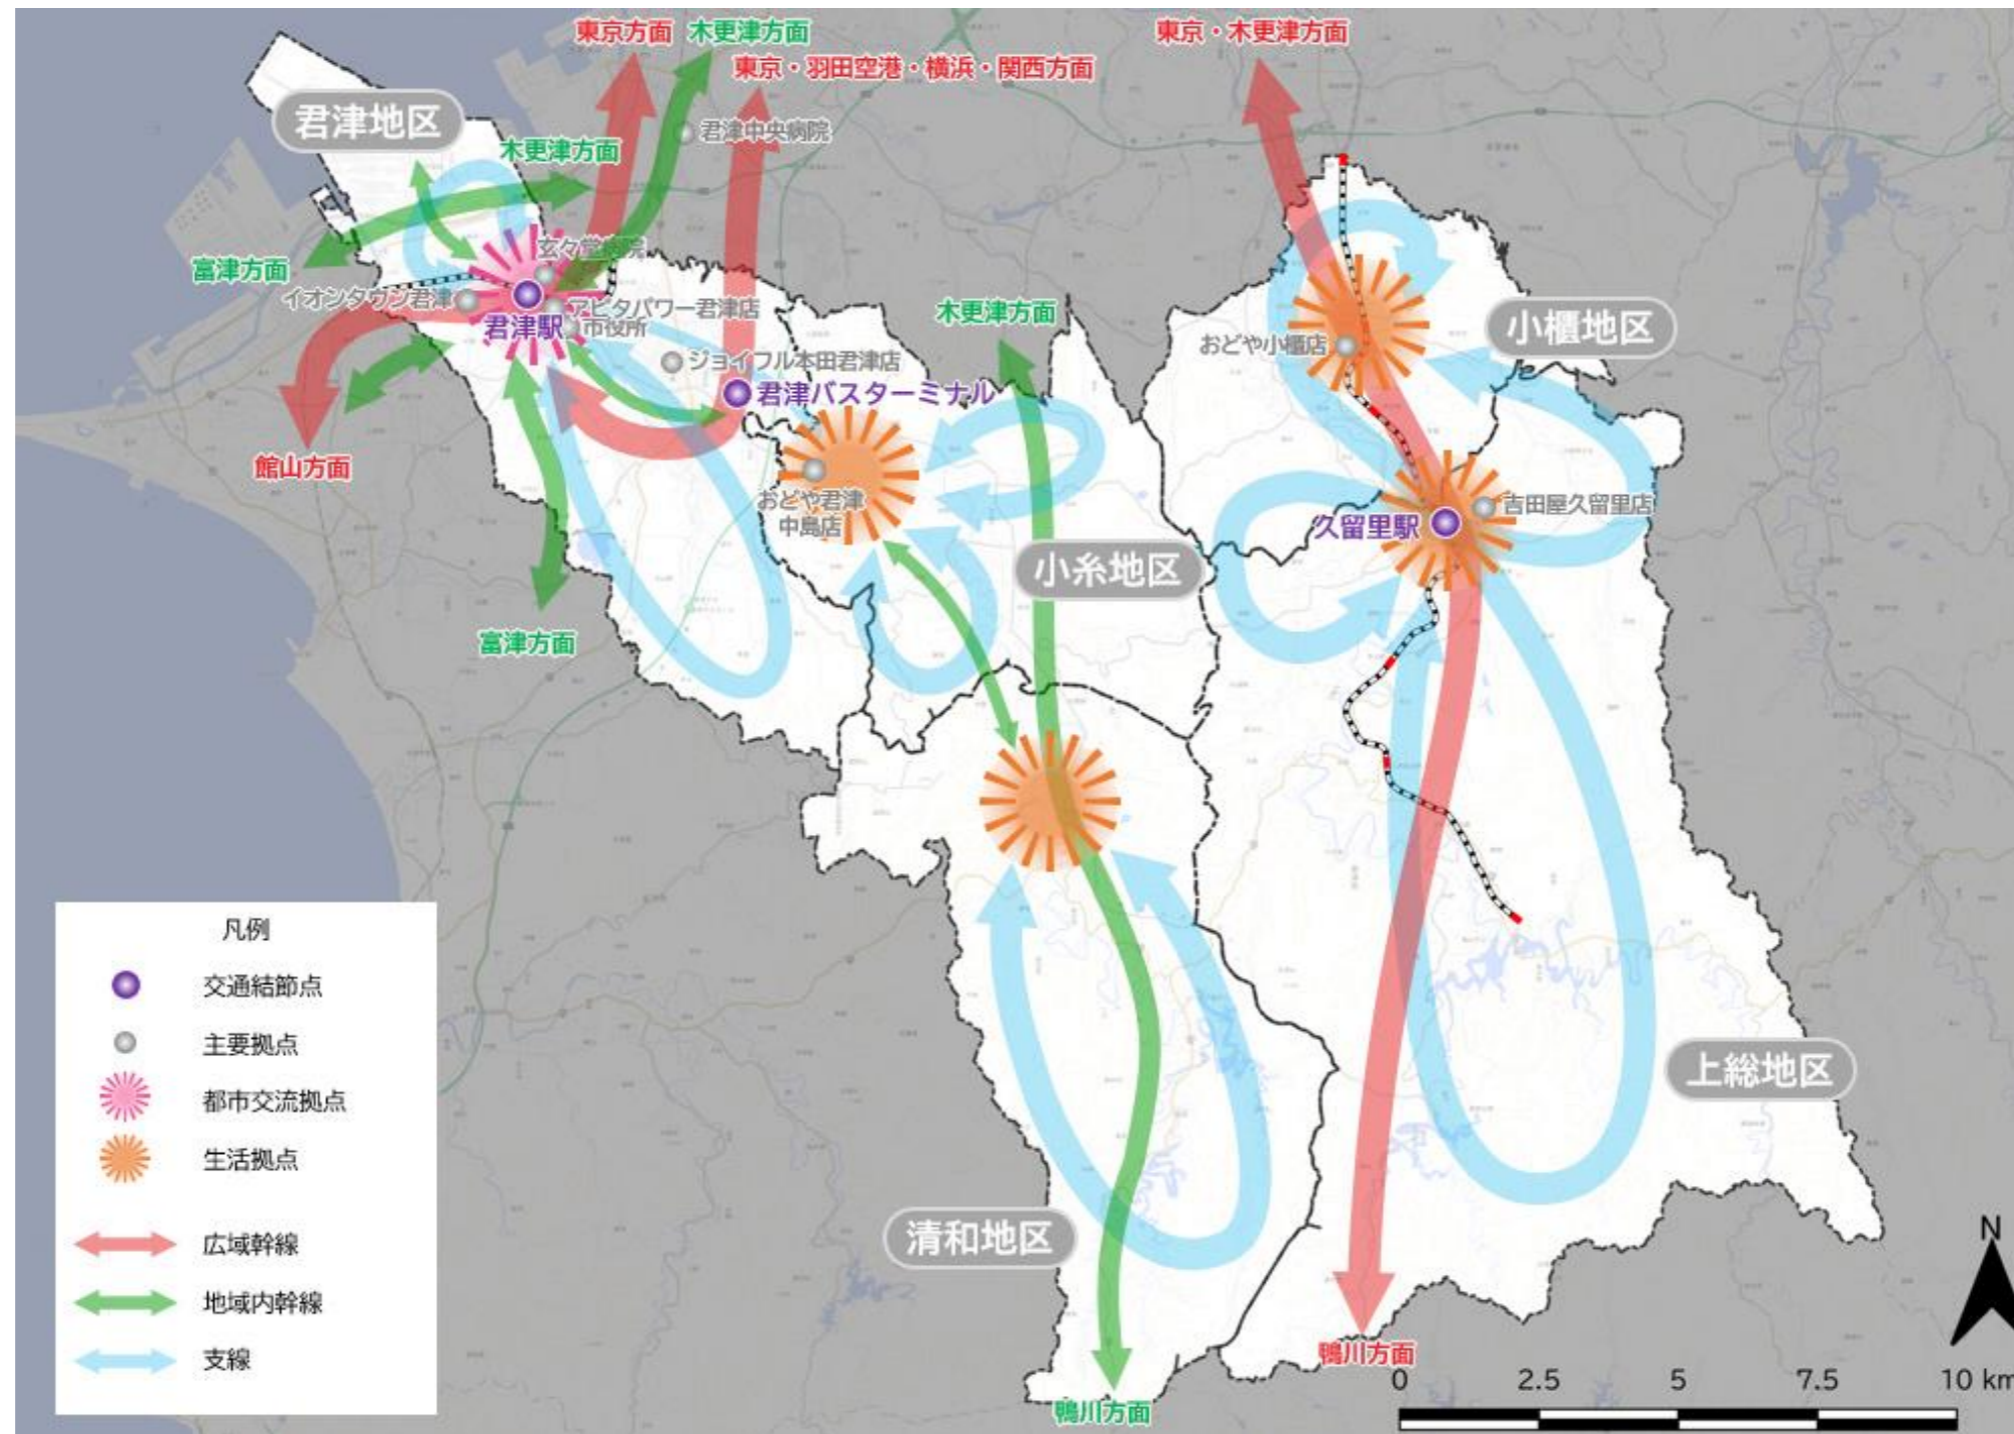 東京方面
木更津方面
東京・木更津方面
東京・羽田空港・横浜・関西方面
君津地区
君津中央病院
木更津方面
玄々堂病院
富津方面
イオンタウン君津
アピタパワー君津店
君津駅
市役所
木更津方面
小櫃地区
おどや小櫃店
ジョイフル本田君津店
君津バスターミナル
館山方面
おどや君津
中島店
吉田屋久留里店
久留里駅
小糸地区
富津方面
凡例
交通結節点
主要拠点
都市交流拠点
生活拠点
広域幹線
地域内幹線
支線
上総地区
清和地区
N
鴨川方面
0
2.5
5
7.5
10 km
鴨川方面